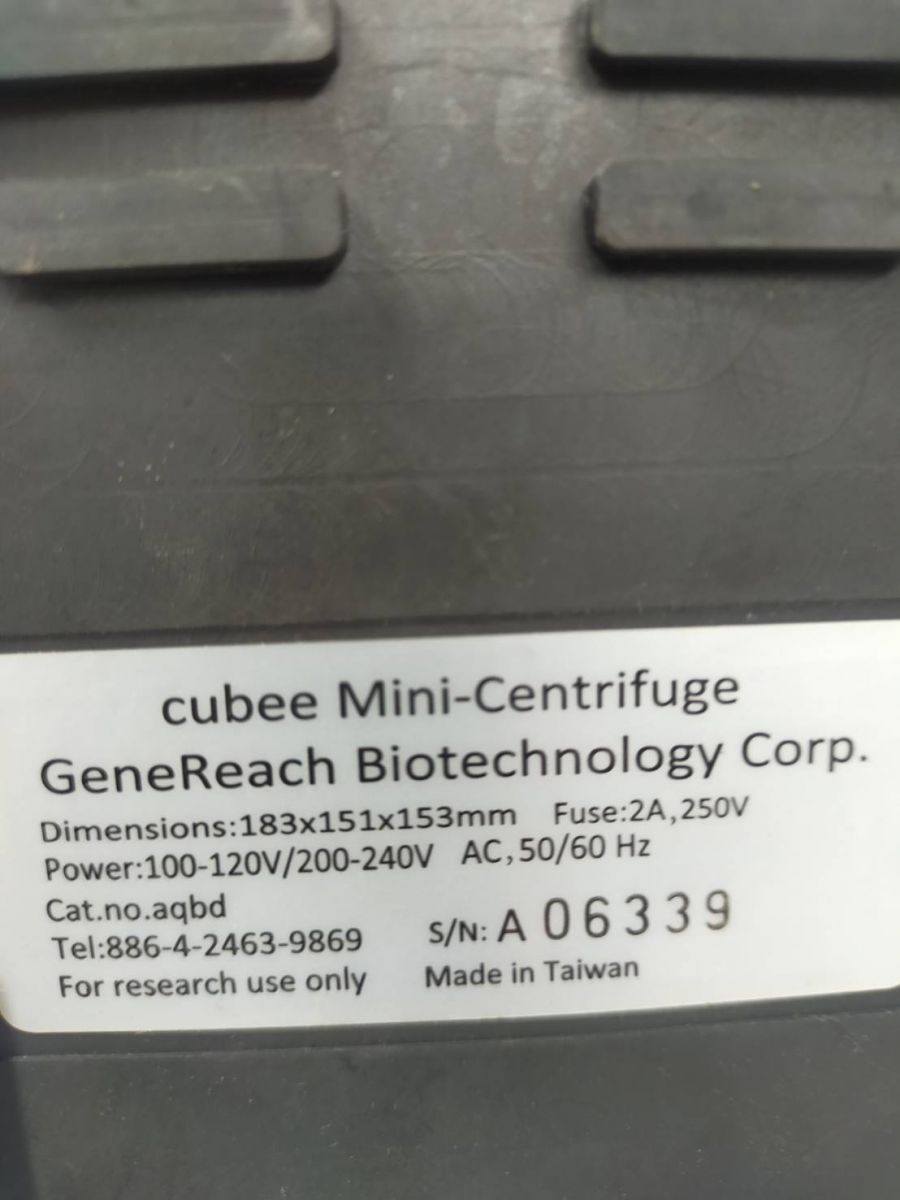 cubee Mini-Centrifuge
GeneReach Biotechnology Corp.
Dimensions:183x151x153mm Fuse:2A,250V
Power:100-120V/200-240V AC,50/60 Hz
Cat.no.aqbd
Tel:886-4-2463-9869 S/N: A 06339
For research use only Made in Taiwan